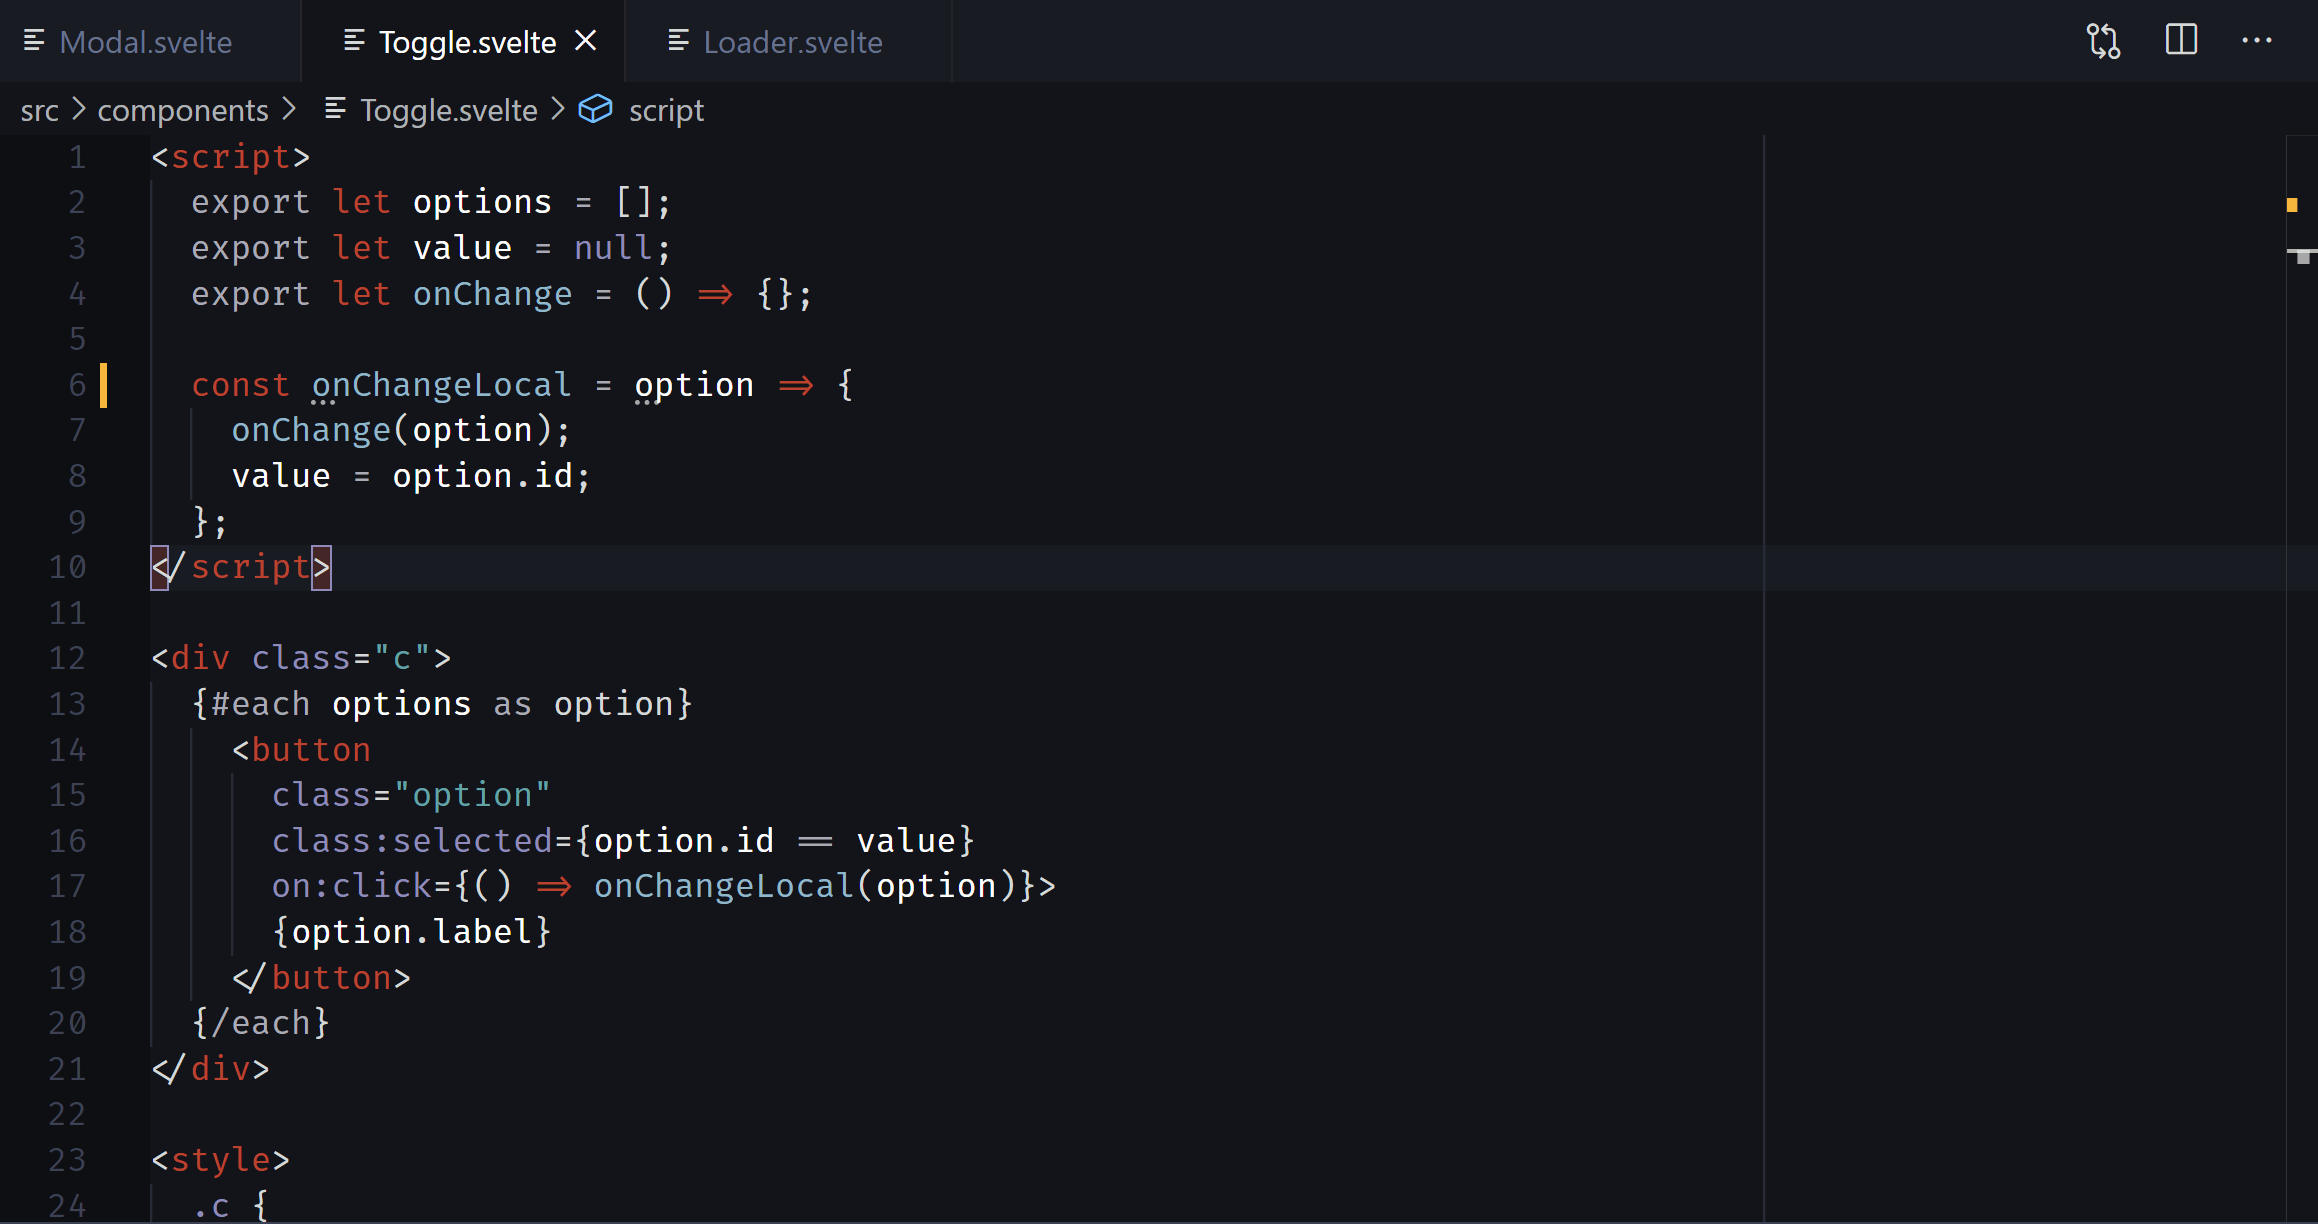 Modal.svelte Toggle.svelte Loader.svelte
src components Toggle.svelte script
1 <script>
2   export let options = [];
3   export let value = null;
4   export let onChange = () => {};
5
6   const onChangeLocal = option => {
7     onChange(option);
8     value = option.id;
9   };
10 </script>
11
12 <div class="c">
13   {#each options as option}
14     <button
15       class="option"
16       class:selected={option.id == value}
17       on:click={() => onChangeLocal(option)}>
18       {option.label}
19     </button>
20   {/each}
21 </div>
22
23 <style>
24   .c {